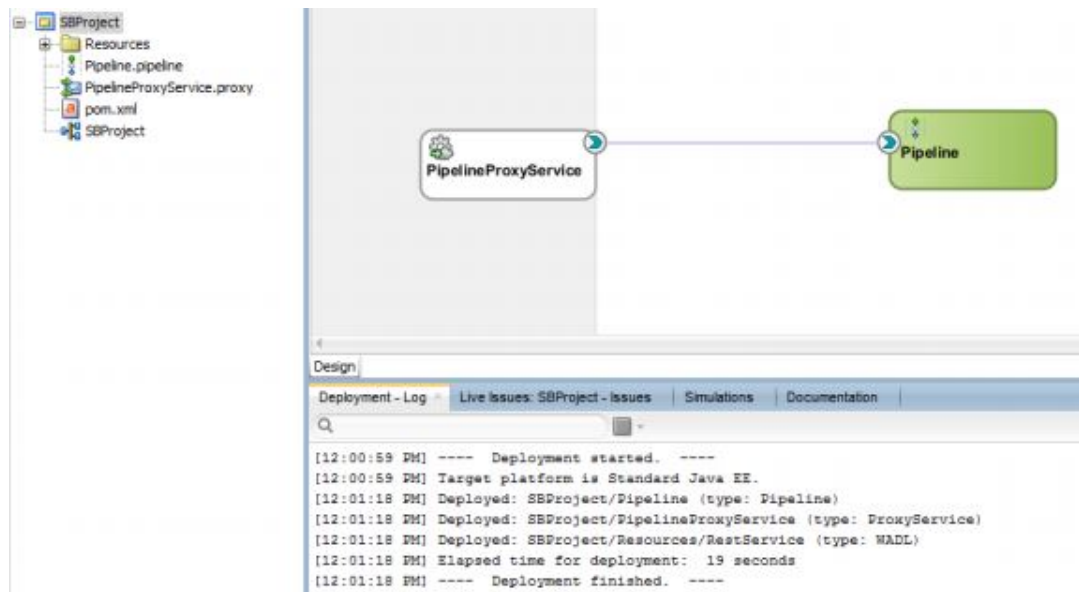 SBProject
Resources
Pipeline.pipeline
PipelineProxyService.proxy
pom.xml
SBProject
PipelineProxyService
Pipeline
Design
Deployment - Log
Live Issues: SBProject - Issues
Simulations
Documentation
[12:00:59 PM] ----  Deployment started.  ----
[12:00:59 PM] Target platform is Standard Java EE.
[12:01:18 PM] Deployed: SBProject/Pipeline (type: Pipeline)
[12:01:18 PM] Deployed: SBProject/PipelineProxyService (type: ProxyService)
[12:01:18 PM] Deployed: SBProject/Resources/RestService (type: WADL)
[12:01:18 PM] Elapsed time for deployment:  19 seconds
[12:01:18 PM] ----  Deployment finished.  ----